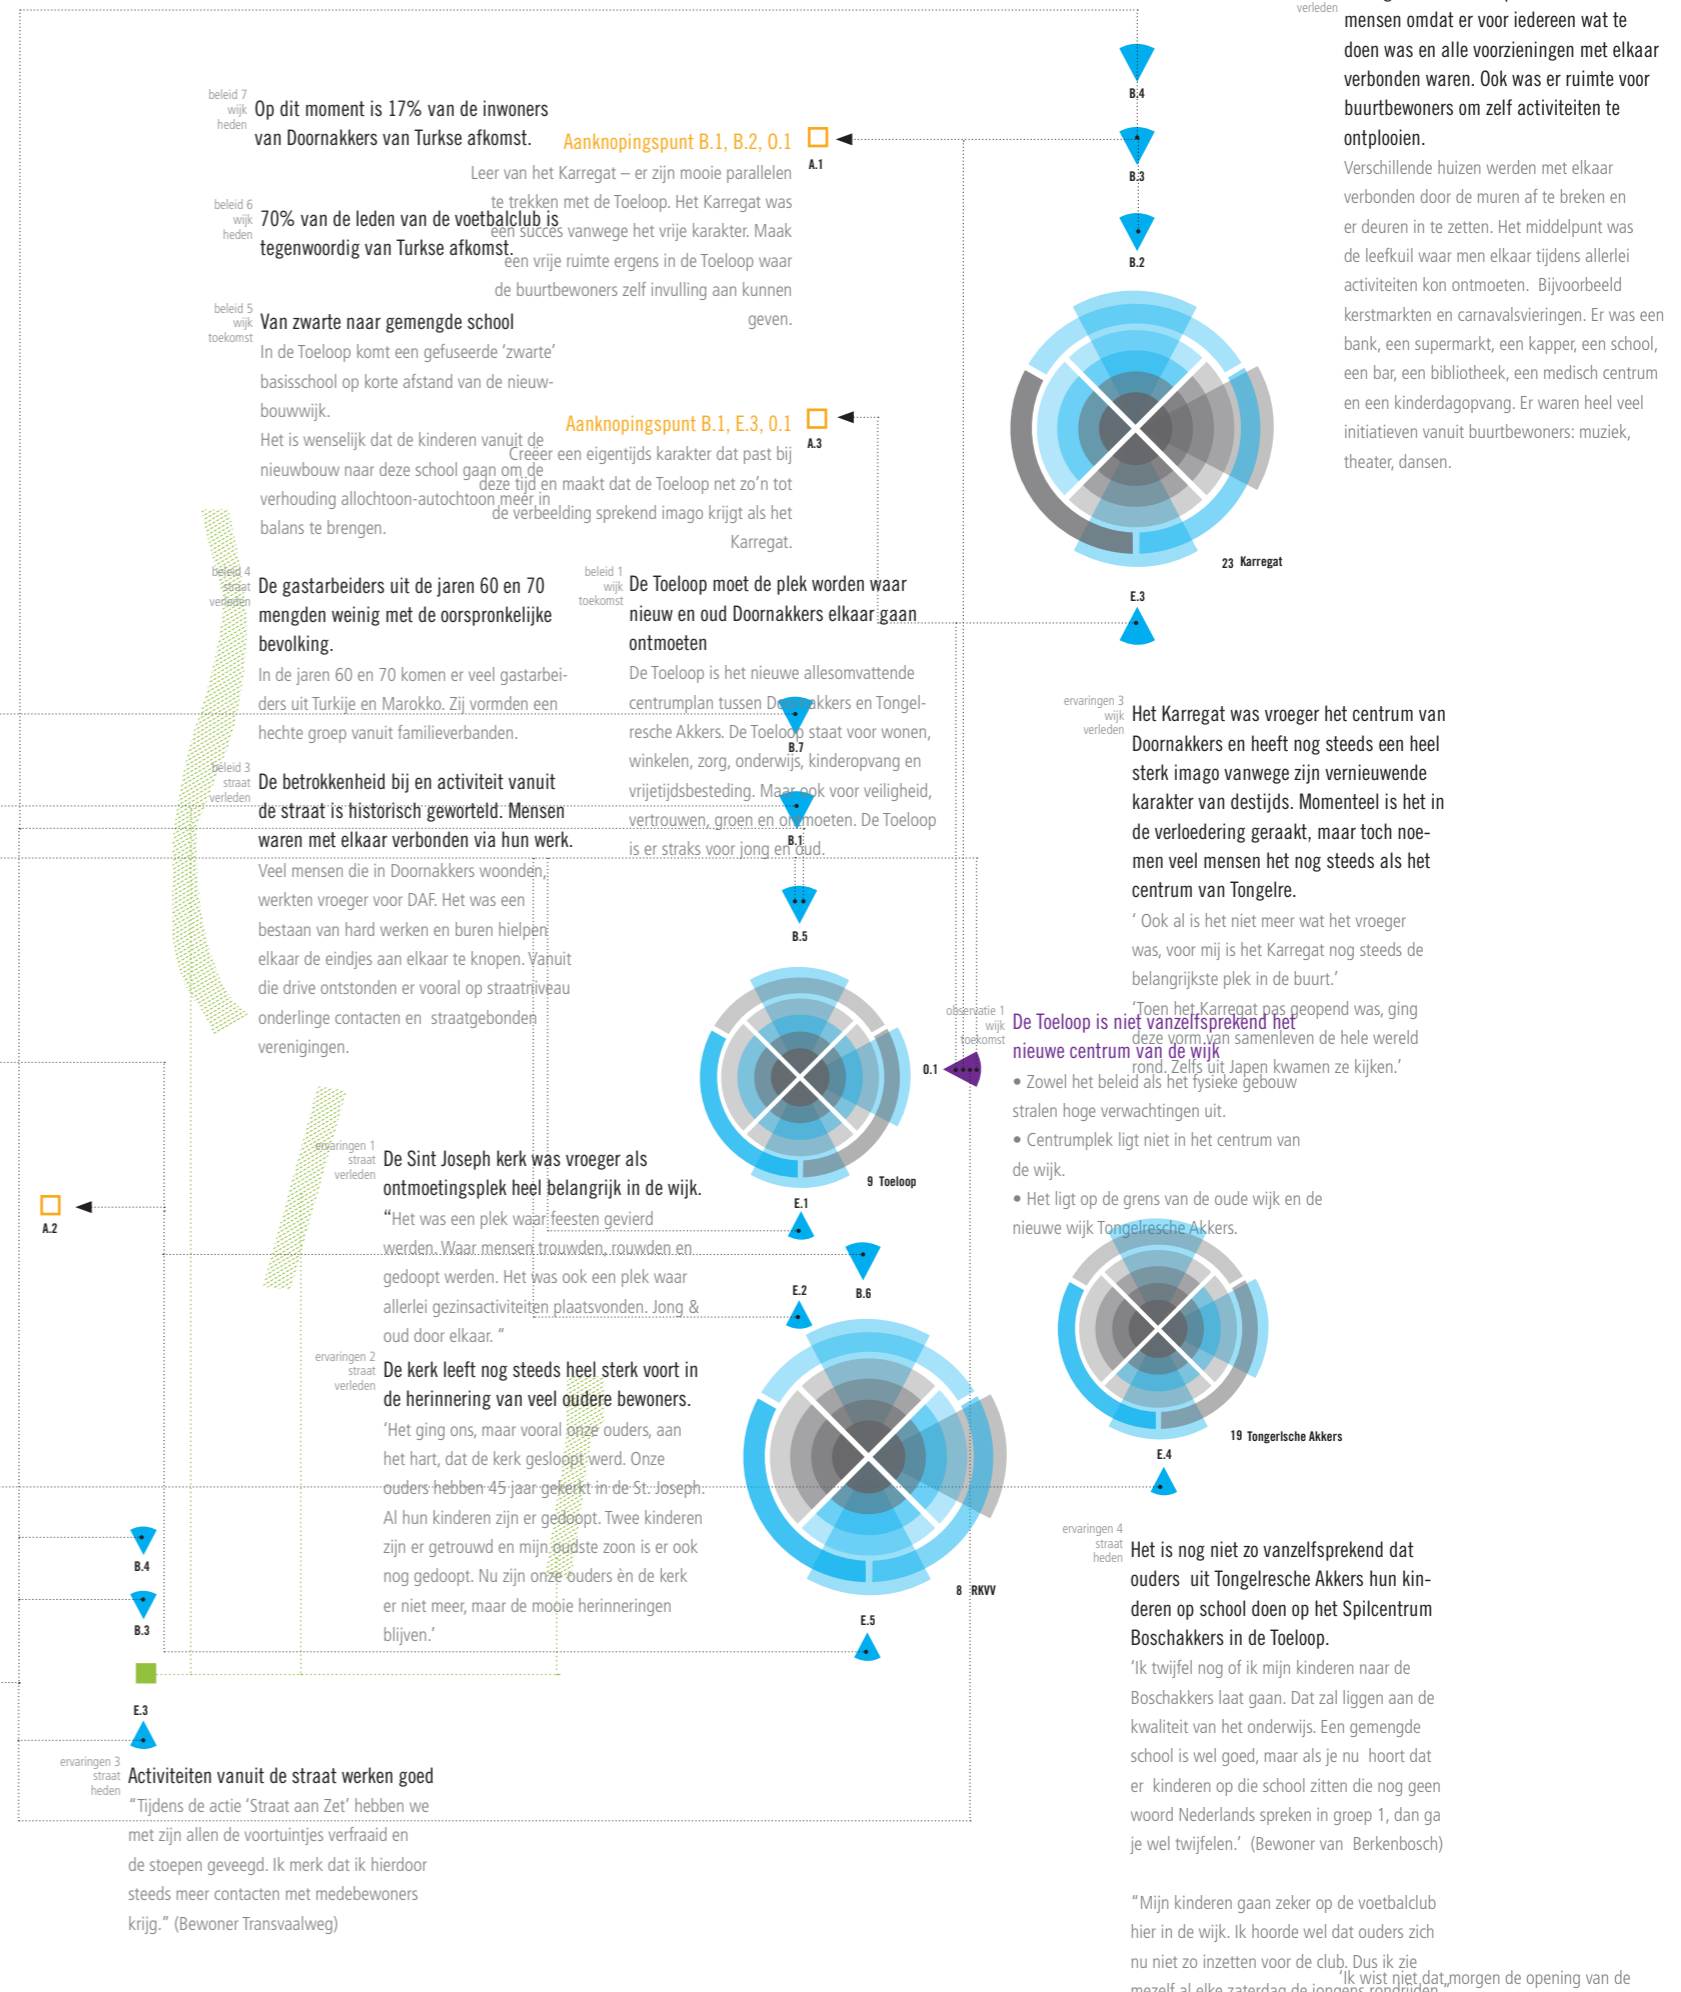 verleden
mensen omdat er voor iedereen wat te
doen was en alle voorzieningen met elkaar
verbonden waren. Ook was er ruimte voor
buurtbewoners om zelf activiteiten te
ontplooien.
Verschillende huizen werden met elkaar
verbonden door de muren af te breken en
er deuren in te zetten. Het middelpunt was
de leefkuil waar men elkaar tijdens allerlei
activiteiten kon ontmoeten. Bijvoorbeeld
kerstmarkten en carnavalsvieringen. Er was een
bank, een supermarkt, een kapper, een school,
een bar, een bibliotheek, een medisch centrum
en een kinderdagopvang. Er waren heel veel
initiatieven vanuit buurtbewoners: muziek,
theater, dansen.
B.4
B.3
B.2
23 Karregat
E.3
beleid 7
wijk
heden
Op dit moment is 17% van de inwoners
van Doornakkers van Turkse afkomst.
beleid 6
wijk
heden
70% van de leden van de voetbalclub is
tegenwoordig van Turkse afkomst.
beleid 5
wijk
toekomst
Van zwarte naar gemengde school
In de Toeloop komt een gefuseerde ‘zwarte’
basisschool op korte afstand van de nieuw-
bouwwijk.
Het is wenselijk dat de kinderen vanuit de
nieuwbouw naar deze school gaan om de
verhouding allochtoon-autochtoon meer in
balans te brengen.
Aanknopingspunt B.1, B.2, O.1
A.1
Leer van het Karregat – er zijn mooie parallelen
te trekken met de Toeloop. Het Karregat was
een succes vanwege het vrije karakter. Maak
een vrije ruimte ergens in de Toeloop waar
de buurtbewoners zelf invulling aan kunnen
geven.
Aanknopingspunt B.1, E.3, O.1
A.3
Creëer een eigentijds karakter dat past bij
deze tijd en maakt dat de Toeloop net zo’n tot
de verbeelding sprekend imago krijgt als het
Karregat.
beleid 4
straat
verleden
De gastarbeiders uit de jaren 60 en 70
mengden weinig met de oorspronkelijke
bevolking.
In de jaren 60 en 70 komen er veel gastarbei-
ders uit Turkije en Marokko. Zij vormden een
hechte groep vanuit familieverbanden.
beleid 3
straat
verleden
De betrokkenheid bij en activiteit vanuit
de straat is historisch geworteld. Mensen
waren met elkaar verbonden via hun werk.
Veel mensen die in Doornakkers woonden,
werkten vroeger voor DAF. Het was een
bestaan van hard werken en buren hielpen
elkaar de eindjes aan elkaar te knopen. Vanuit
die drive ontstonden er vooral op straatniveau
onderlinge contacten en straatgebonden
verenigingen.
beleid 1
wijk
toekomst
De Toeloop moet de plek worden waar
nieuw en oud Doornakkers elkaar gaan
ontmoeten
De Toeloop is het nieuwe allesomvattende
centrumplan tussen Doornakkers en Tongel-
resche Akkers. De Toeloop staat voor wonen,
winkelen, zorg, onderwijs, kinderopvang en
vrijetijdsbesteding. Maar ook voor veiligheid,
vertrouwen, groen en ontmoeten. De Toeloop
is er straks voor jong en oud.
B.7
B.1
B.5
9 Toeloop
E.1
E.2
B.6
ervaringen 3
wijk
verleden
Het Karregat was vroeger het centrum van
Doornakkers en heeft nog steeds een heel
sterk imago vanwege zijn vernieuwende
karakter van destijds. Momenteel is het in
de verloedering geraakt, maar toch noe-
men veel mensen het nog steeds als het
centrum van Tongelre.
‘ Ook al is het niet meer wat het vroeger
was, voor mij is het Karregat nog steeds de
belangrijkste plek in de buurt.’
‘Toen het Karregat pas geopend was, ging
deze vorm van samenleven de hele wereld
rond. Zelfs uit Japen kwamen ze kijken.’
O.1
observatie 1
wijk
toekomst
De Toeloop is niet vanzelfsprekend het
nieuwe centrum van de wijk
• Zowel het beleid als het fysieke gebouw
stralen hoge verwachtingen uit.
• Centrumplek ligt niet in het centrum van
de wijk.
• Het ligt op de grens van de oude wijk en de
nieuwe wijk Tongelresche Akkers.
19 Tongerlsche Akkers
E.4
A.2
ervaringen 1
straat
verleden
De Sint Joseph kerk was vroeger als
ontmoetingsplek heel belangrijk in de wijk.
“Het was een plek waar feesten gevierd
werden. Waar mensen trouwden, rouwden en
gedoopt werden. Het was ook een plek waar
allerlei gezinsactiviteiten plaatsvonden. Jong &
oud door elkaar. “
ervaringen 2
straat
verleden
De kerk leeft nog steeds heel sterk voort in
de herinnering van veel oudere bewoners.
‘Het ging ons, maar vooral onze ouders, aan
het hart, dat de kerk gesloopt werd. Onze
ouders hebben 45 jaar gekerkt in de St. Joseph.
Al hun kinderen zijn er gedoopt. Twee kinderen
zijn er getrouwd en mijn oudste zoon is er ook
nog gedoopt. Nu zijn onze ouders èn de kerk
er niet meer, maar de mooie herinneringen
blijven.’
8 RKVV
E.5
B.4
B.3
E.3
ervaringen 3
straat
heden
Activiteiten vanuit de straat werken goed
“Tijdens de actie ‘Straat aan Zet’ hebben we
met zijn allen de voortuintjes verfraaid en
de stoepen geveegd. Ik merk dat ik hierdoor
steeds meer contacten met medebewoners
krijg.” (Bewoner Transvaalweg)
ervaringen 4
straat
heden
Het is nog niet zo vanzelfsprekend dat
ouders uit Tongelresche Akkers hun kin-
deren op school doen op het Spilcentrum
Boschakkers in de Toeloop.
‘Ik twijfel nog of ik mijn kinderen naar de
Boschakkers laat gaan. Dat zal liggen aan de
kwaliteit van het onderwijs. Een gemengde
school is wel goed, maar als je nu hoort dat
er kinderen op die school zitten die nog geen
woord Nederlands spreken in groep 1, dan ga
je wel twijfelen.’ (Bewoner van Berkenbosch)
“Mijn kinderen gaan zeker op de voetbalclub
hier in de wijk. Ik hoorde wel dat ouders zich
nu niet zo inzetten voor de club. Dus ik zie
mezelf al elke zaterdag de jongens rondrijden.”
‘Ik wist niet dat morgen de opening van de